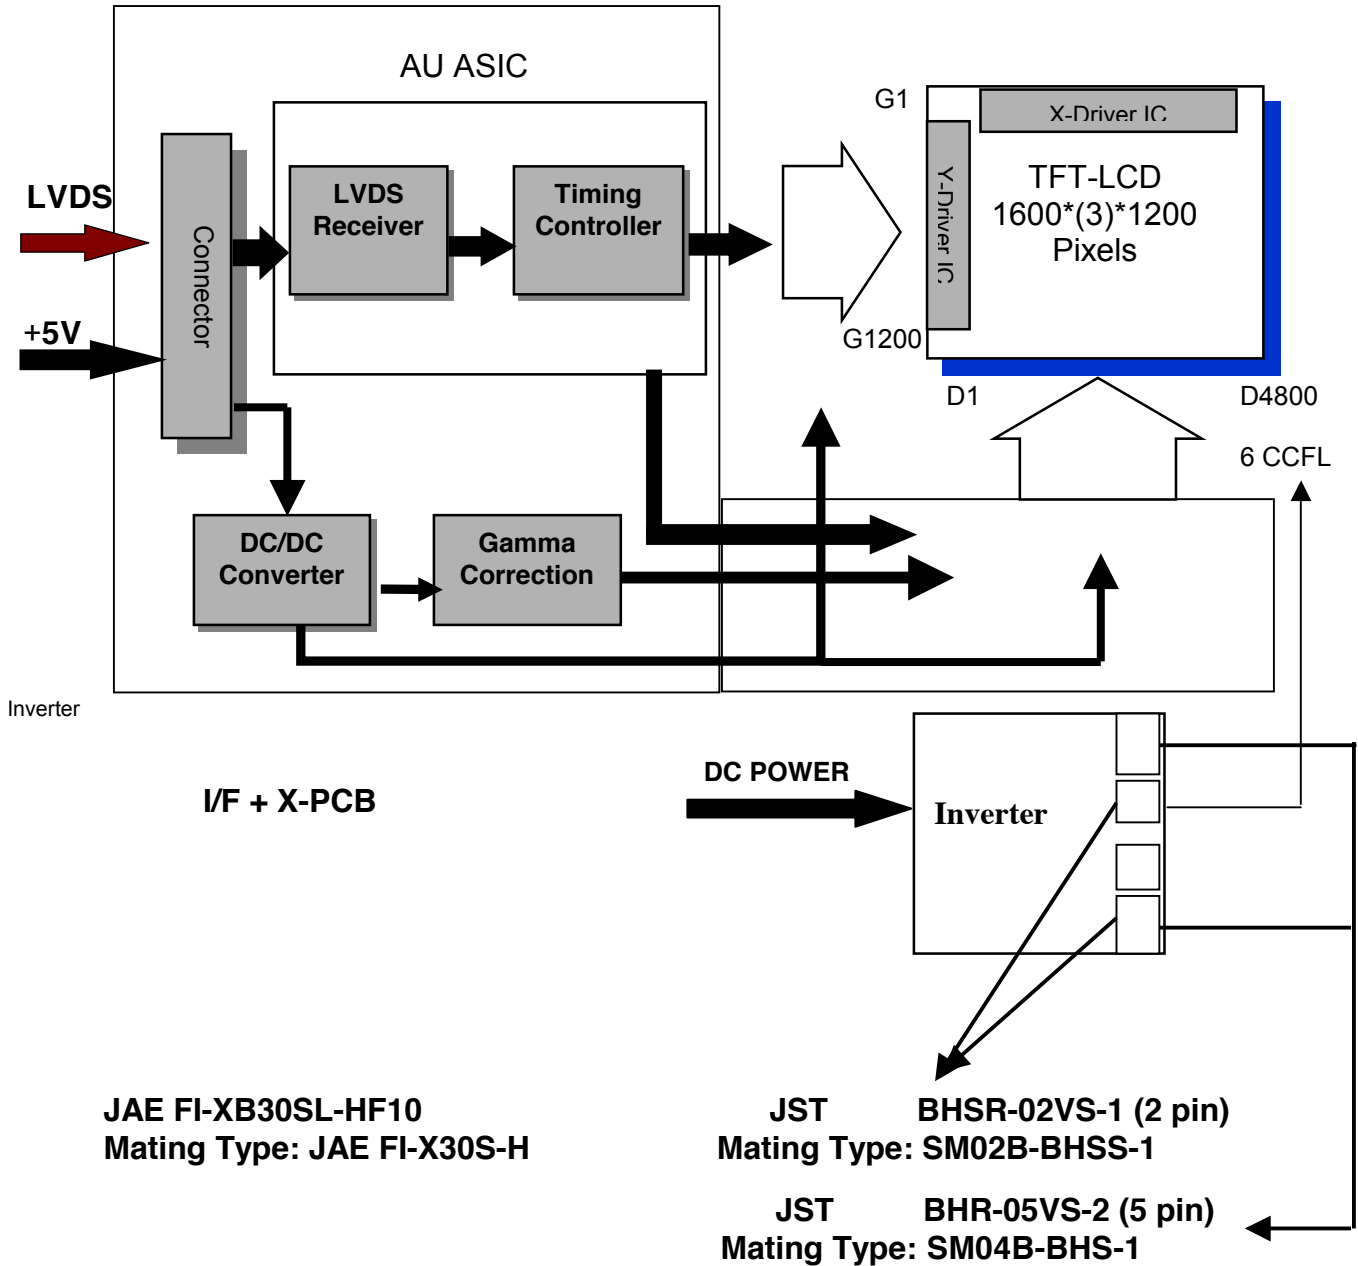 AU ASIC
G1
X-Driver IC
LVDS
LVDS
Receiver
Timing
Controller
Y-Driver IC
TFT-LCD
1600*(3)*1200
Pixels
Connector
+5V
G1200
D1
D4800
6 CCFL
DC/DC
Converter
Gamma
Correction
Inverter
I/F + X-PCB
DC POWER
Inverter
JAE FI-XB30SL-HF10
Mating Type: JAE FI-X30S-H
JST BHSR-02VS-1 (2 pin)
Mating Type: SM02B-BHSS-1
JST BHR-05VS-2 (5 pin)
Mating Type: SM04B-BHS-1